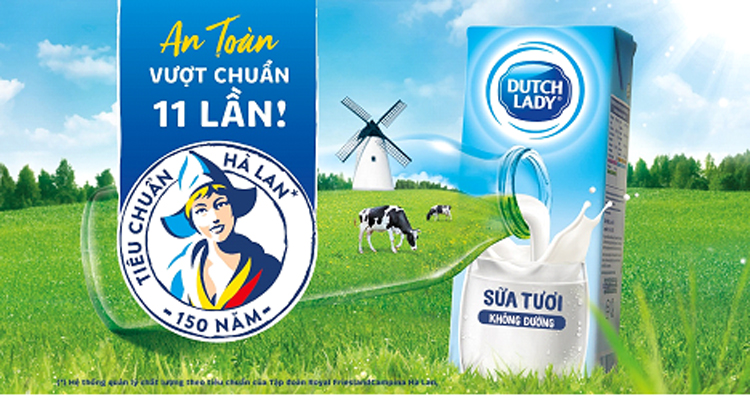 An Toàn
VƯỢT CHUẨN
11 LẦN!
TIÊU CHUẨN HÀ LAN*
- 150 NĂM -
DUTCH
LADY®
SỮA TƯƠI
KHÔNG ĐƯỜNG
(*) Hệ thống quản lý chất lượng theo tiêu chuẩn của Tập đoàn Royal FrieslandCampina Hà Lan.